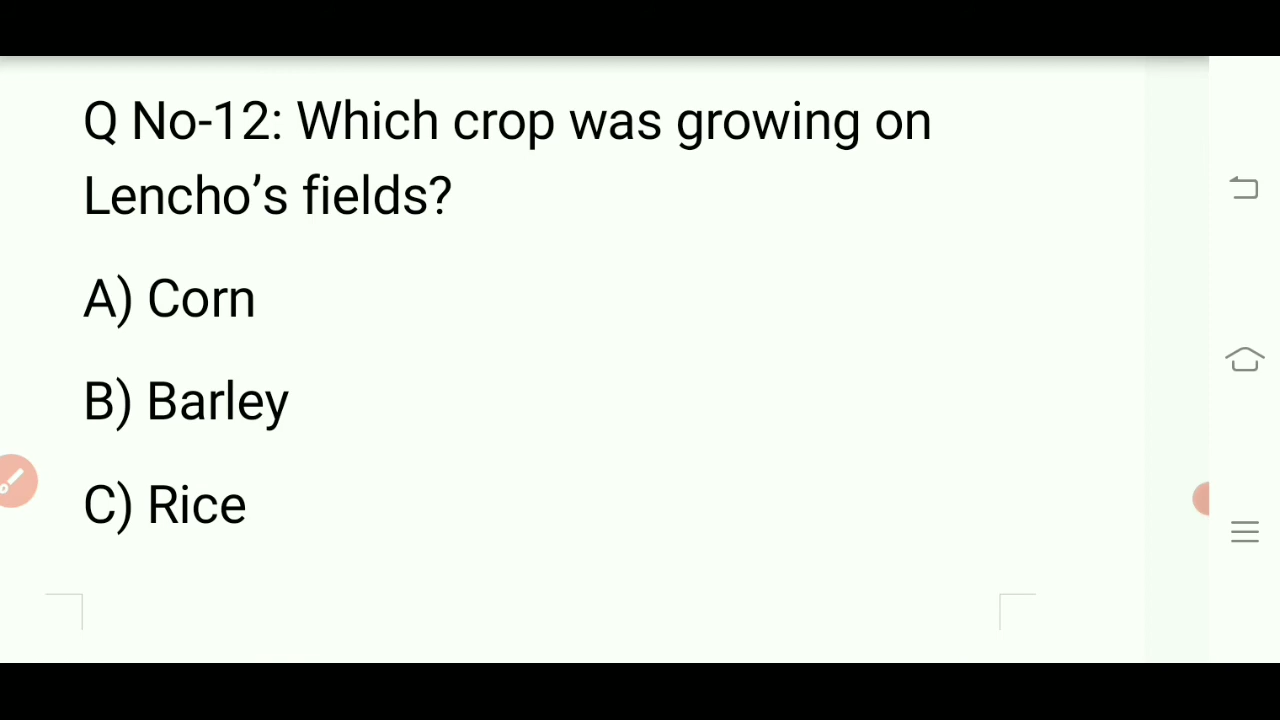 Q No-12: Which crop was growing on
Lencho’s fields?
A) Corn
B) Barley
C) Rice